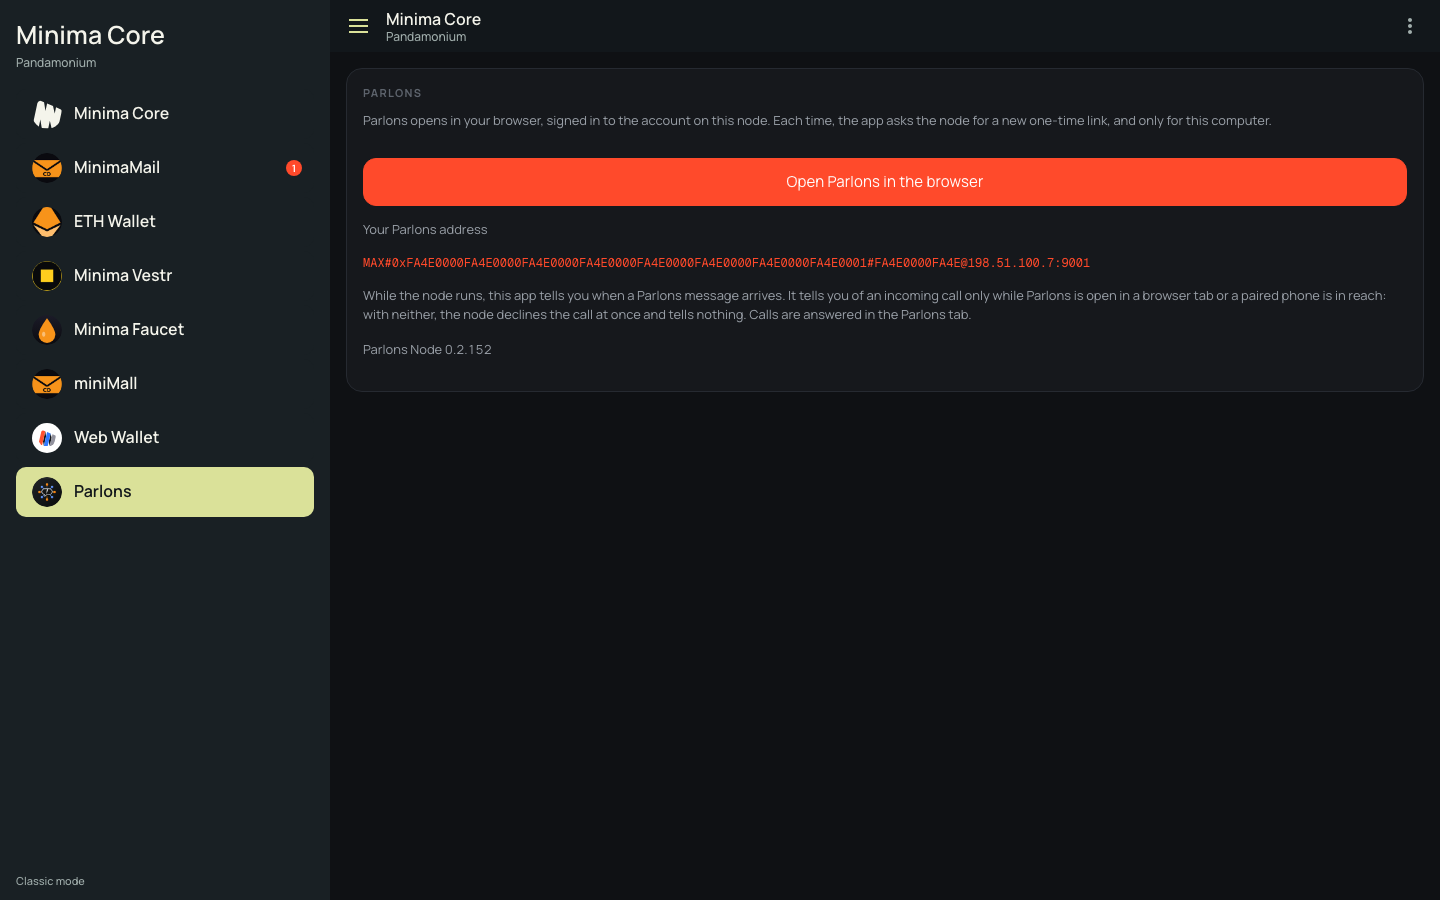 Minima Core
Pandamonium
Minima Core
MinimaMail
1
ETH Wallet
Minima Vestr
Minima Faucet
miniMall
Web Wallet
Parlons
Classic mode
Minima Core
Pandamonium
PARLONS
Parlons opens in your browser, signed in to the account on this node. Each time, the app asks the node for a new one-time link, and only for this computer.
Open Parlons in the browser
Your Parlons address
MAX#0xFA4E0000FA4E0000FA4E0000FA4E0000FA4E0000FA4E0000FA4E0000FA4E0001#FA4E0000FA4E@198.51.100.7:9001
While the node runs, this app tells you when a Parlons message arrives. It tells you of an incoming call only while Parlons is open in a browser tab or a paired phone is in reach:
with neither, the node declines the call at once and tells nothing. Calls are answered in the Parlons tab.
Parlons Node 0.2.152